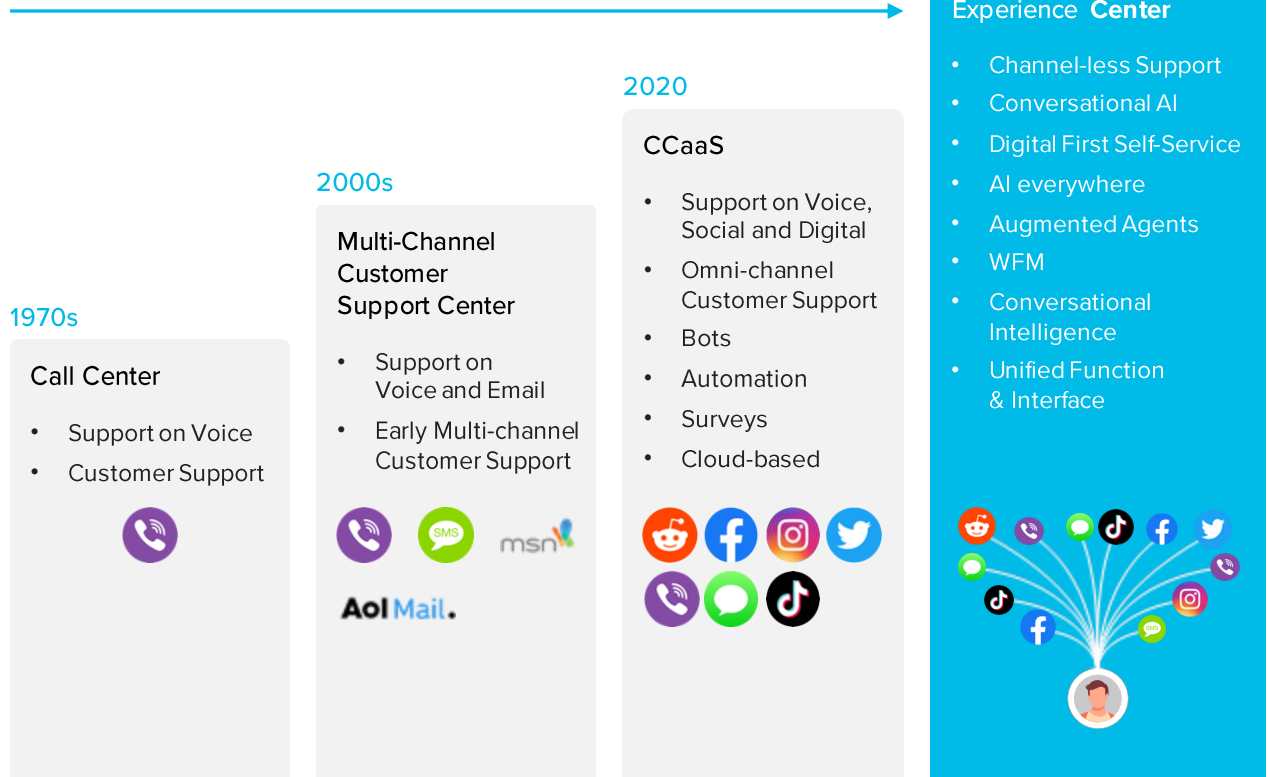 1970s
Call Center
• Support on Voice
• Customer Support
2000s
Multi-Channel
Customer
Support Center
• Support on
Voice and Email
• Early Multi-channel
Customer Support
SMS
msn
Aol Mail.
2020
CCaaS
• Support on Voice,
Social and Digital
• Omni-channel
Customer Support
• Bots
• Automation
• Surveys
• Cloud-based
Experience Center
• Channel-less Support
• Conversational AI
• Digital First Self-Service
• AI everywhere
• Augmented Agents
• WFM
• Conversational
Intelligence
• Unified Function
& Interface
SMS